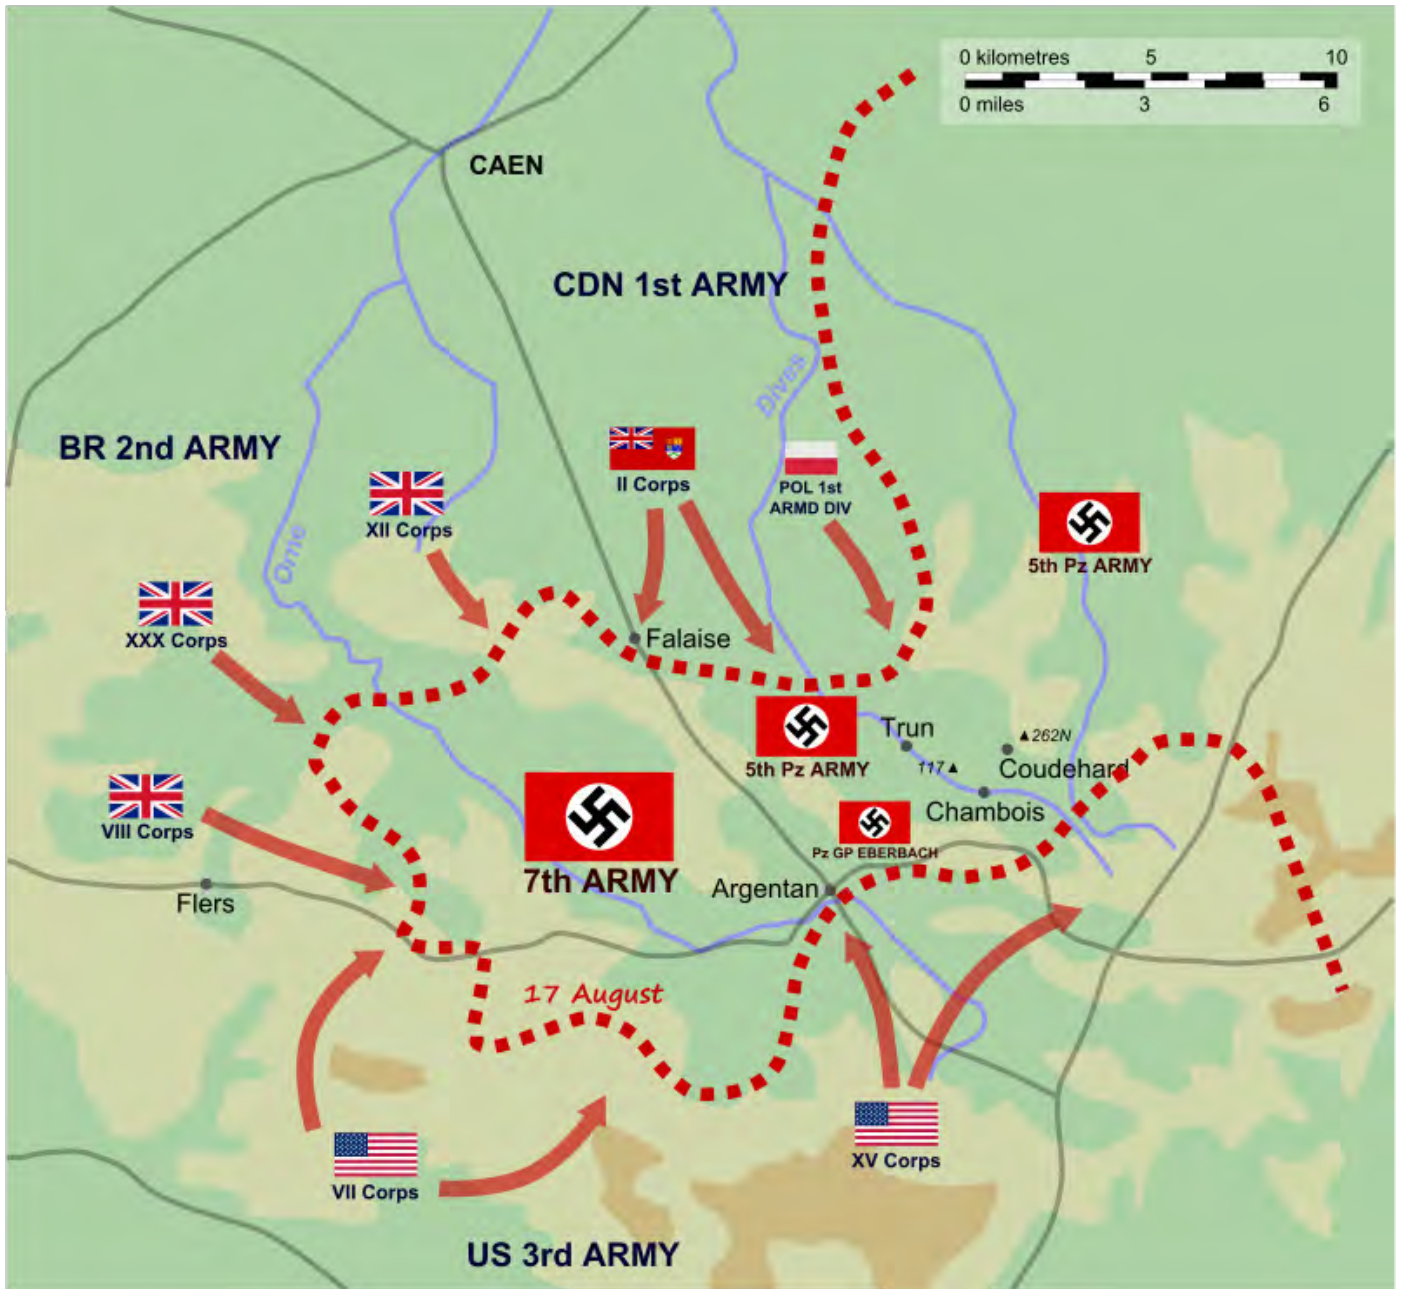 0 kilometres 5 10
0 miles 3 6
CAEN
CDN 1st ARMY
Dives
BR 2nd ARMY
II Corps
POL 1st
ARMD DIV
XII Corps
Orne
5th Pz ARMY
XXX Corps
Falaise
Trun
262N
5th Pz ARMY
117
Coudehard
Chambois
VIII Corps
Pz GP EBERBACH
7th ARMY
Argentan
Flers
17 August
XV Corps
VII Corps
US 3rd ARMY